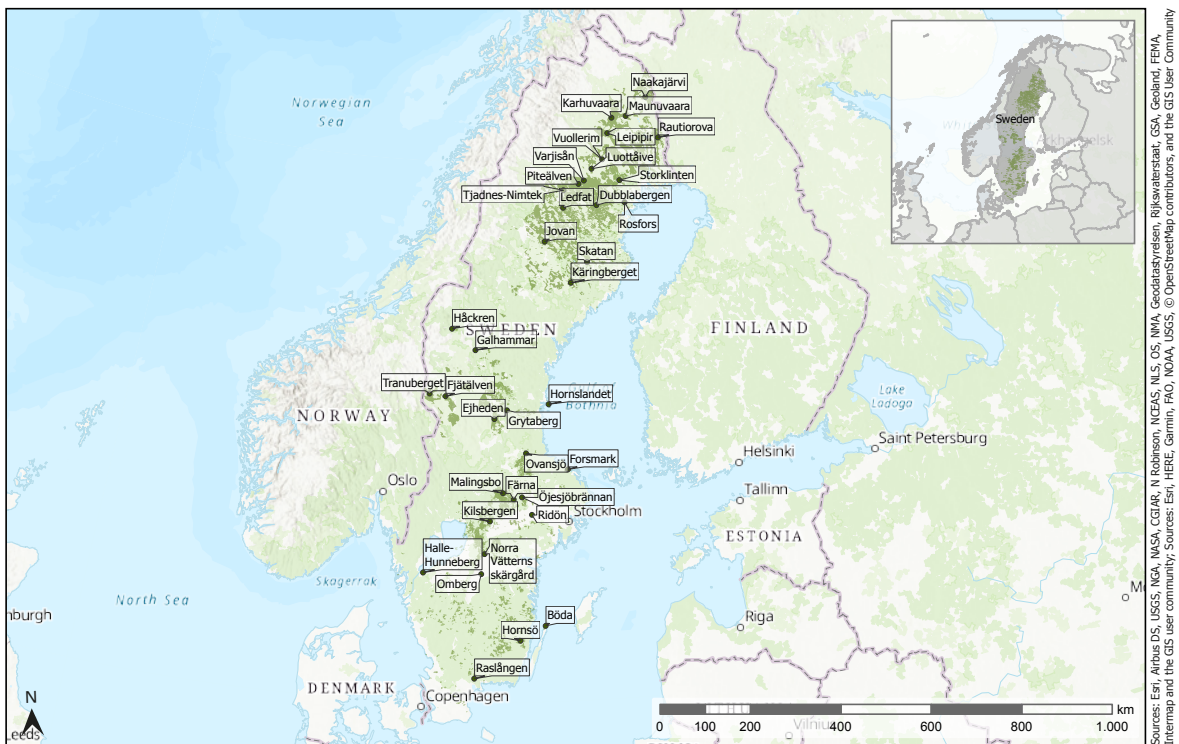 Norwegian
Sea
Naakajärvi
Karhuvaara
Maunuvaara
Rautiorova
Vuollerim
Leipipir
Varjisån
Luottåive
Piteälven
Storklinten
Tjadnes-Nimtek
Ledfat
Dubblabergen
Rosfors
Jovan
Skatan
Käringberget
Håckren
SWEDEN
Galhammar
FINLAND
Tranuberget
Fjätälven
Hornslandet
Bothnia
Ejheden
Grytaberg
NORWAY
Lake
Ladoga
Saint Petersburg
Helsinki
Ovansjö
Forsmark
Oslo
Malingsbo
Färna
Öjesjöbrännan
Tallinn
Kilsbergen
Ridön
Stockholm
ESTONIA
Halle-
Hunneberg
Norra
Vätterns
skärgård
Omberg
Skagerrak
North Sea
nburgh
Böda
Riga
Hornsö
Raslången
DENMARK
Copenhagen
N
Leeds
Vilnius
km
0 100 200 400 600 800 1.000
Sweden
Arkhangelsk
Sources: Esri, Airbus DS, USGS, NGA, NASA, CGIAR, N Robinson, NCEAS, NLS, OS, NMA, Geodatastyrelsen, Rijkswaterstaat, GSA, Geoland, FEMA,
Intermap and the GIS user community; Sources: Esri, HERE, Garmin, FAO, NOAA, USGS, © OpenStreetMap contributors, and the GIS User Community